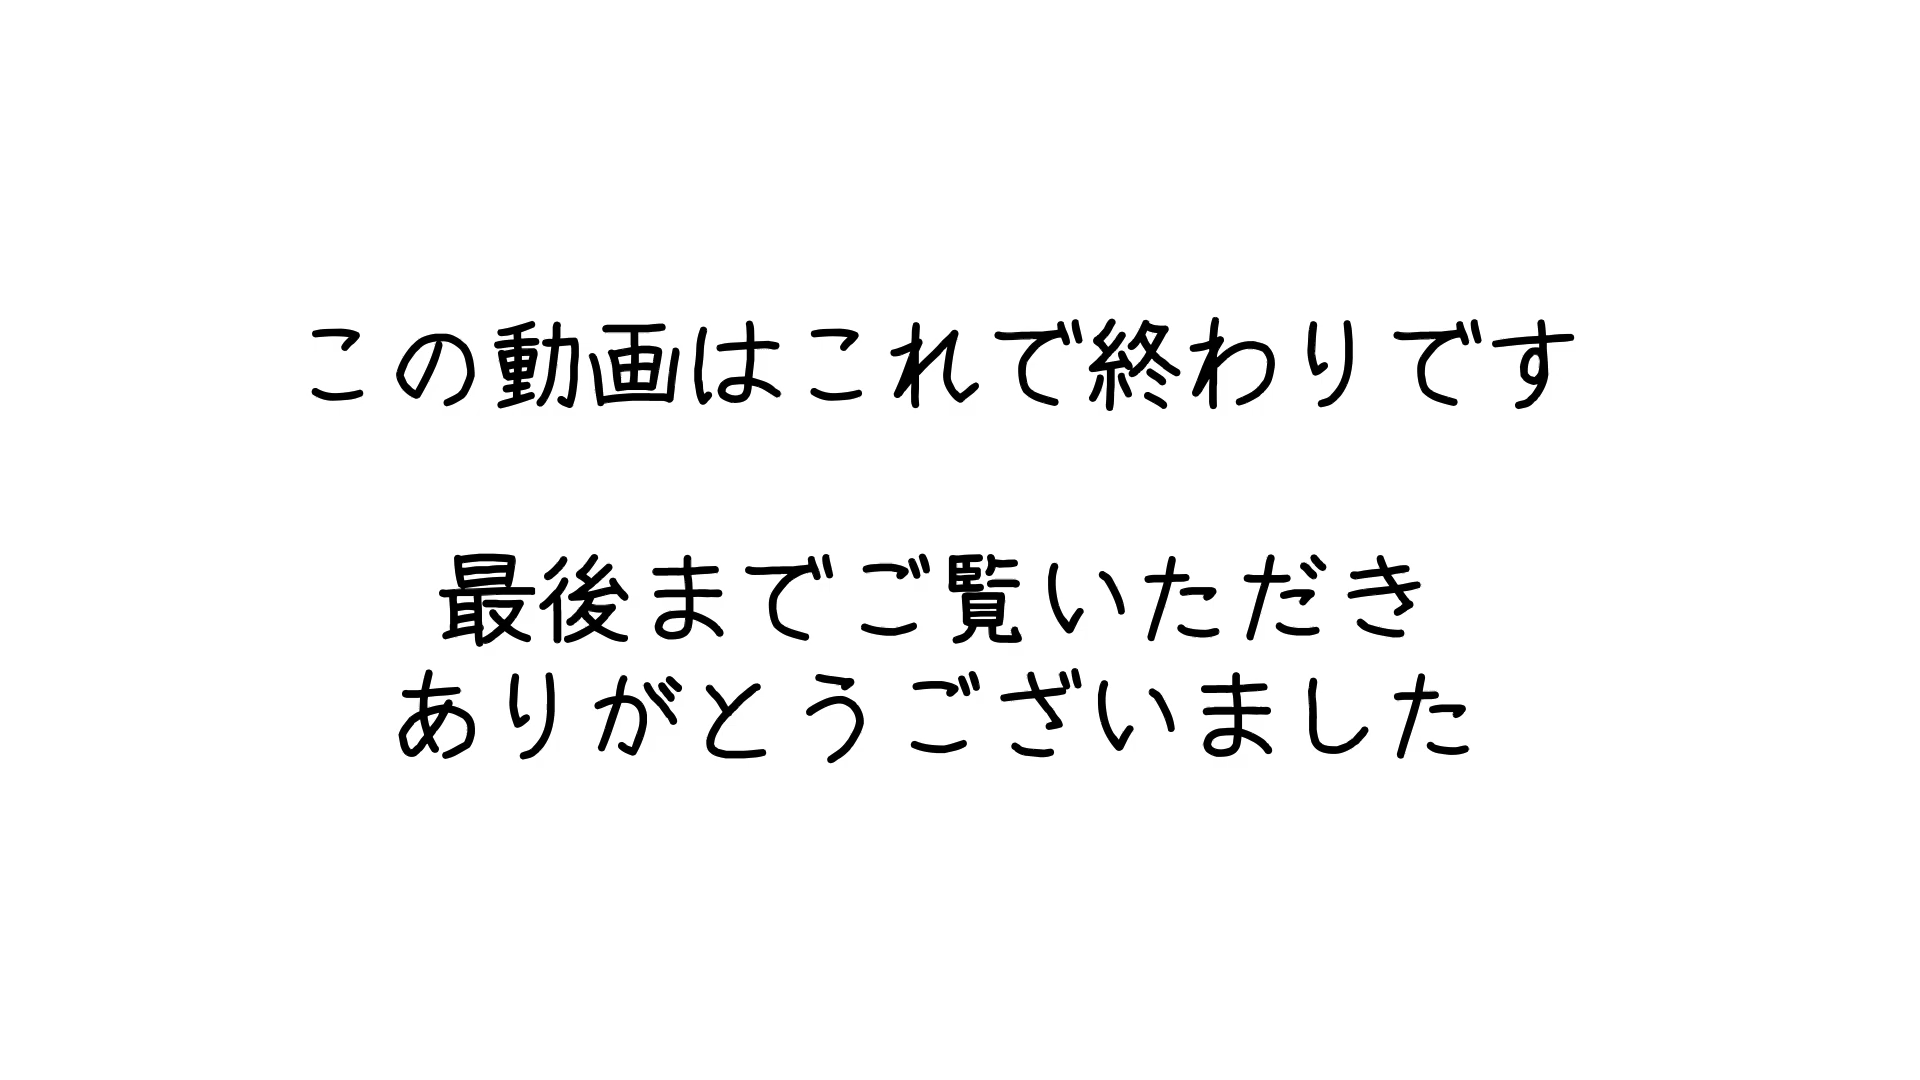 この動画はこれで終わりです
最後までご覧いただき
ありがとうございました